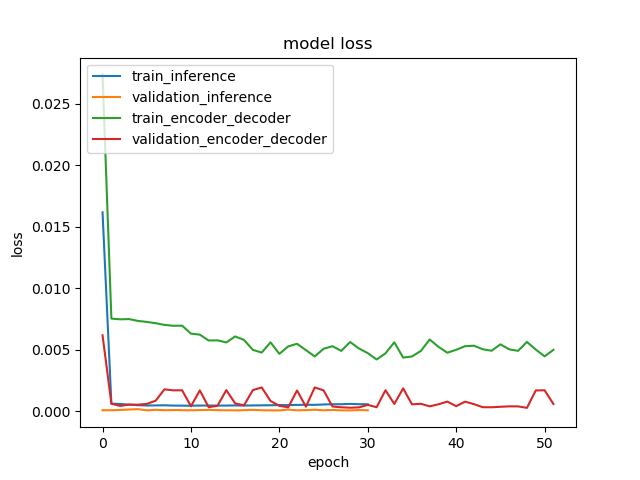 model loss
train_inference
validation_inference
train_encoder_decoder
validation_encoder_decoder
loss
0.025
0.020
0.015
0.010
0.005
0.000
0 10 20 30 40 50
epoch